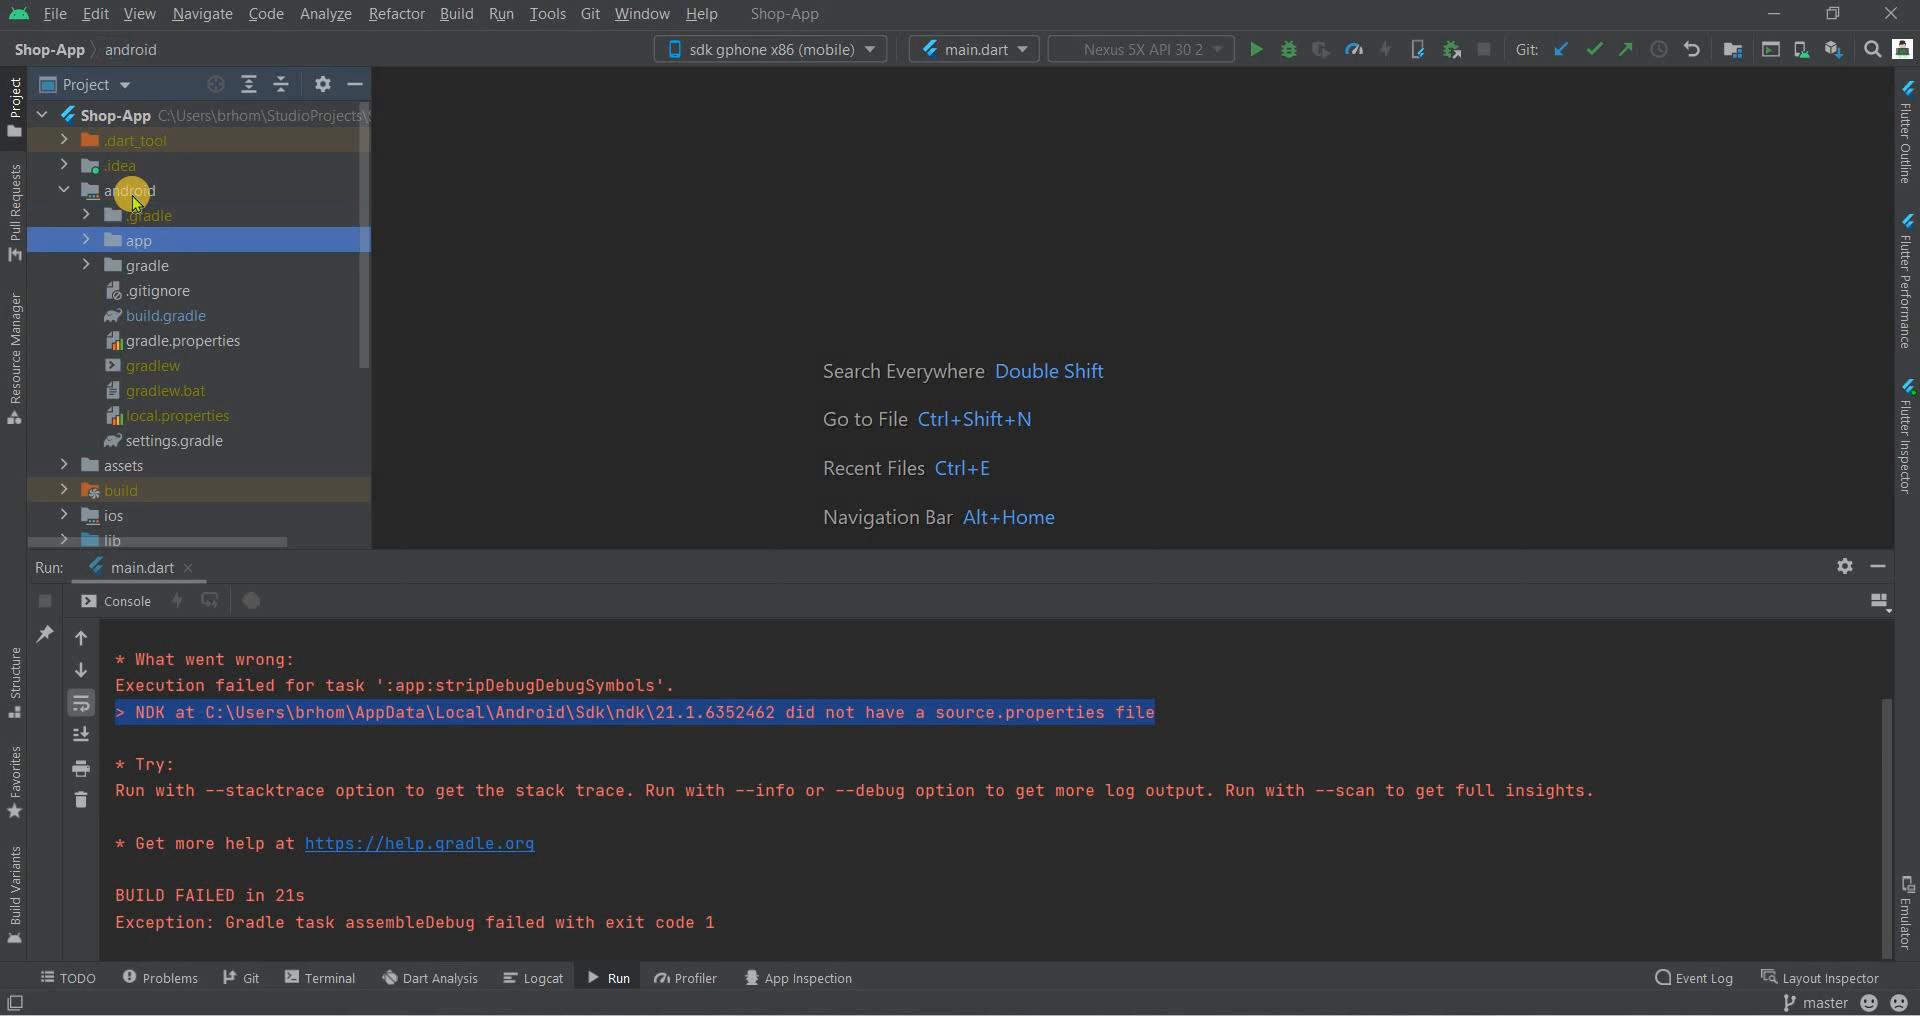 File Edit View Navigate Code Analyze Refactor Build Run Tools Git Window Help Shop-App
Shop-App android
sdk gphone x86 (mobile) main.dart Nexus 5X API 30 2 Git:
Project
Project
Pull Requests
Resource Manager
Structure
Favorites
Build Variants
Shop-App C:\Users\brhom\StudioProjects\
.dart_tool
.idea
android
.gradle
app
gradle
.gitignore
build.gradle
gradle.properties
gradlew
gradlew.bat
local.properties
settings.gradle
assets
build
ios
lib
Search Everywhere Double Shift
Go to File Ctrl+Shift+N
Recent Files Ctrl+E
Navigation Bar Alt+Home
Flutter Outline
Flutter Performance
Flutter Inspector
Emulator
Run: main.dart
Console
* What went wrong:
Execution failed for task ':app:stripDebugDebugSymbols'.
> NDK at C:\Users\brhom\AppData\Local\Android\Sdk\ndk\21.1.6352462 did not have a source.properties file
* Try:
Run with --stacktrace option to get the stack trace. Run with --info or --debug option to get more log output. Run with --scan to get full insights.
* Get more help at https://help.gradle.org
BUILD FAILED in 21s
Exception: Gradle task assembleDebug failed with exit code 1
TODO Problems Git Terminal Dart Analysis Logcat Run Profiler App Inspection Event Log Layout Inspector
master